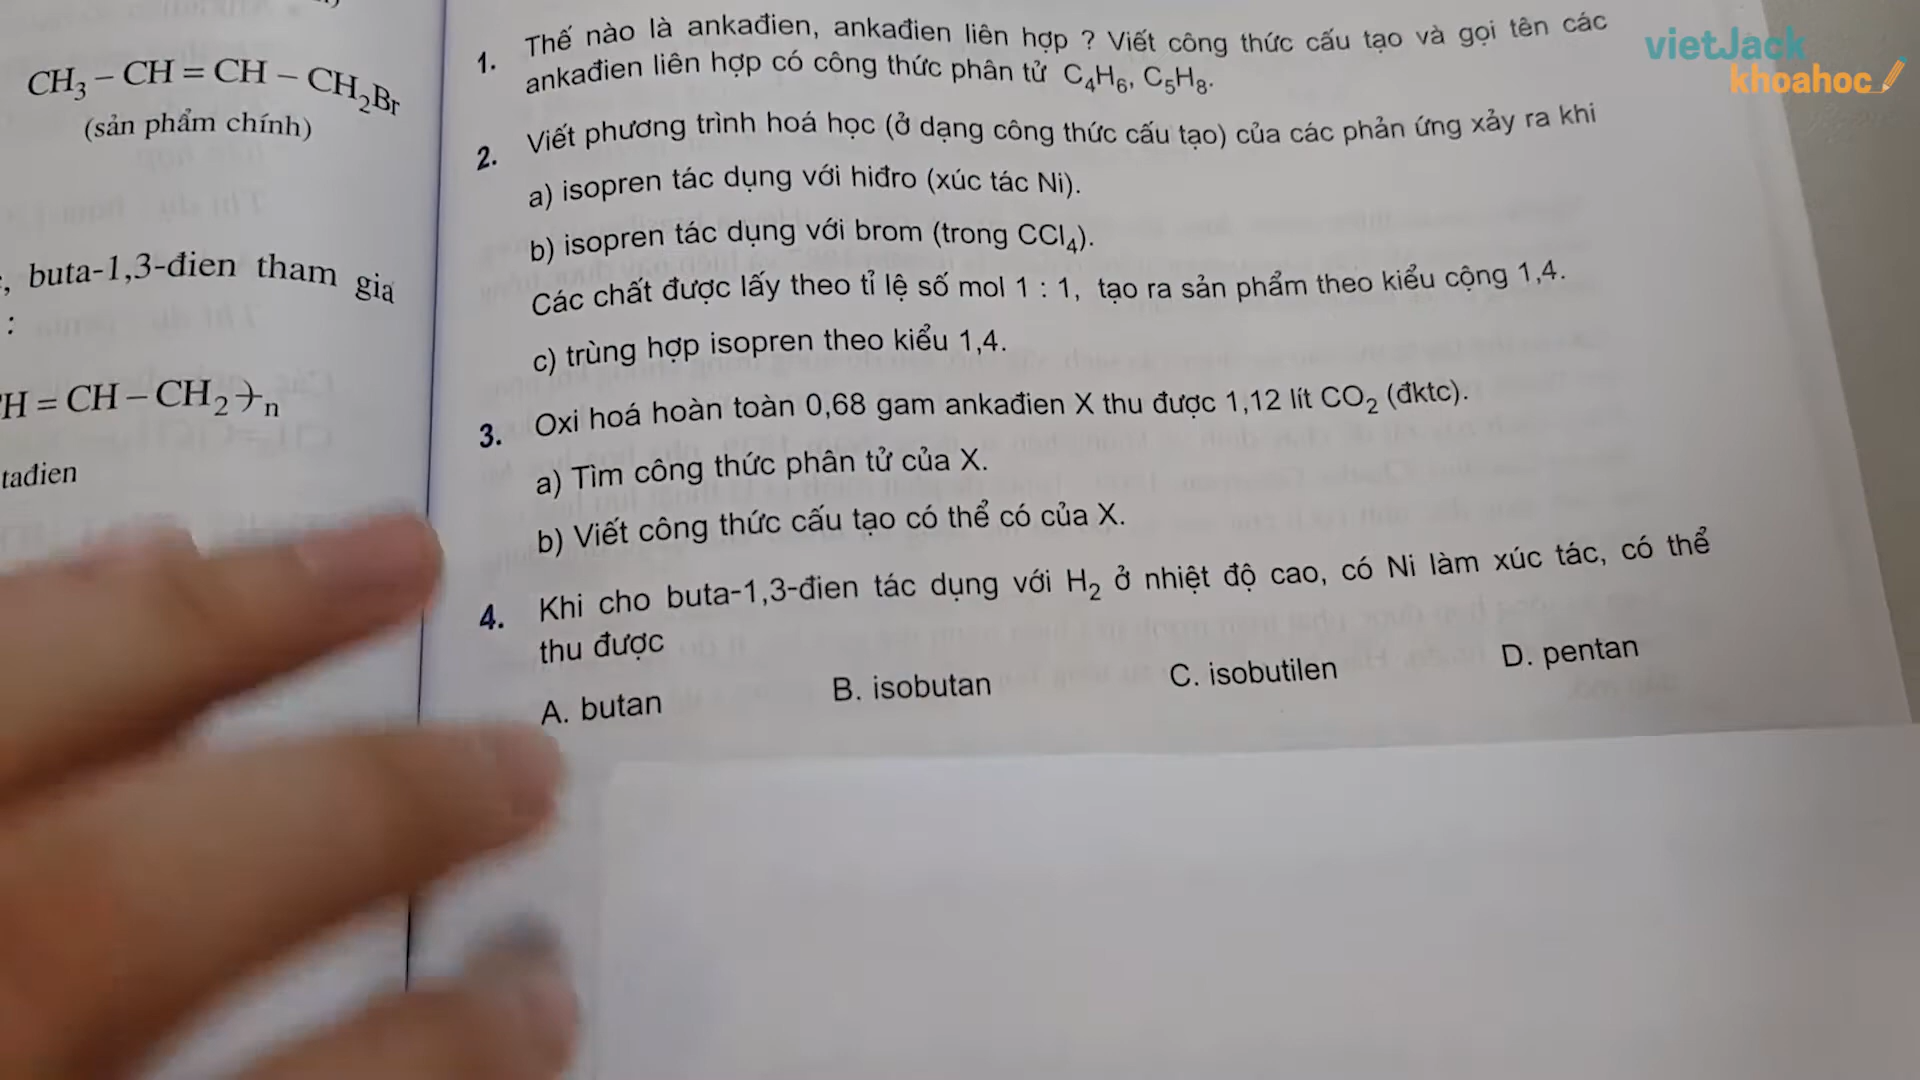 CH₃ – CH = CH – CH₂Br
(sản phẩm chính)
, buta-1,3-đien tham gia
:
H = CH – CH₂ )n
tađien
1. Thế nào là ankađien, ankađien liên hợp ? Viết công thức cấu tạo và gọi tên các
ankađien liên hợp có công thức phân tử C₄H₆, C₅H₈.
2. Viết phương trình hoá học (ở dạng công thức cấu tạo) của các phản ứng xảy ra khi
a) isopren tác dụng với hiđro (xúc tác Ni).
b) isopren tác dụng với brom (trong CCl₄).
Các chất được lấy theo tỉ lệ số mol 1 : 1, tạo ra sản phẩm theo kiểu cộng 1,4.
c) trùng hợp isopren theo kiểu 1,4.
3. Oxi hoá hoàn toàn 0,68 gam ankađien X thu được 1,12 lít CO₂ (đktc).
a) Tìm công thức phân tử của X.
b) Viết công thức cấu tạo có thể có của X.
4. Khi cho buta-1,3-đien tác dụng với H₂ ở nhiệt độ cao, có Ni làm xúc tác, có thể
thu được
A. butan B. isobutan C. isobutilen D. pentan
vietJack
khoahoc